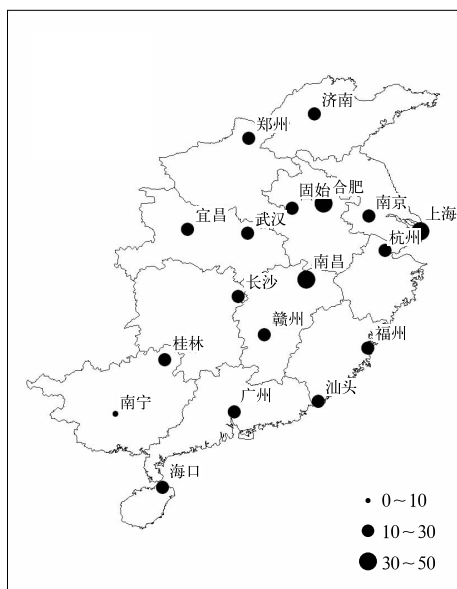 济南
郑州
固始
合肥
南京
上海
宜昌
武汉
杭州
南昌
长沙
赣州
福州
桂林
南宁
广州
汕头
海口
0～10
10～30
30～50